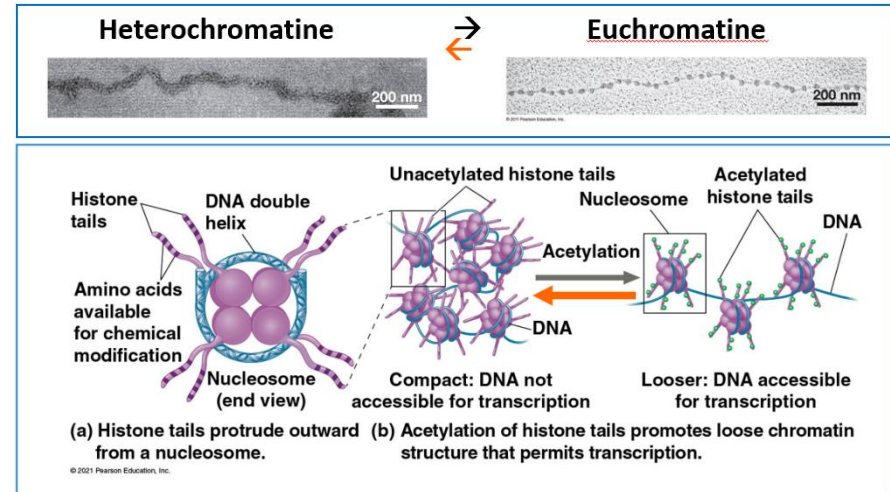 Heterochromatine → Euchromatine
←
200 nm
200 nm
© 2021 Pearson Education, Inc.
Histone
tails
DNA double
helix
Amino acids
available
for chemical
modification
Nucleosome
(end view)
(a) Histone tails protrude outward
from a nucleosome.
© 2021 Pearson Education, Inc.
Unacetylated histone tails
Acetylation
DNA
Compact: DNA not
accessible for transcription
Nucleosome
Acetylated
histone tails
DNA
Looser: DNA accessible
for transcription
(b) Acetylation of histone tails promotes loose chromatin
structure that permits transcription.